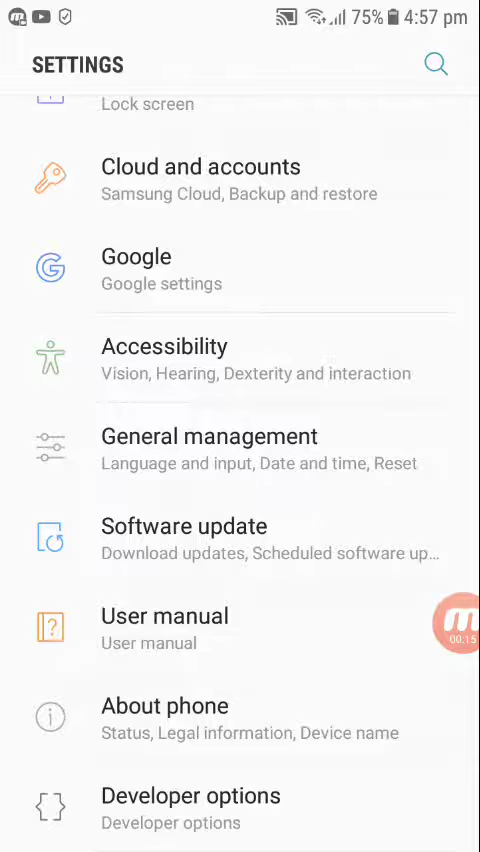 75% 4:57 pm
SETTINGS
Lock screen
Cloud and accounts
Samsung Cloud, Backup and restore
Google
Google settings
Accessibility
Vision, Hearing, Dexterity and interaction
General management
Language and input, Date and time, Reset
Software update
Download updates, Scheduled software up...
User manual
User manual
00:15
About phone
Status, Legal information, Device name
Developer options
Developer options